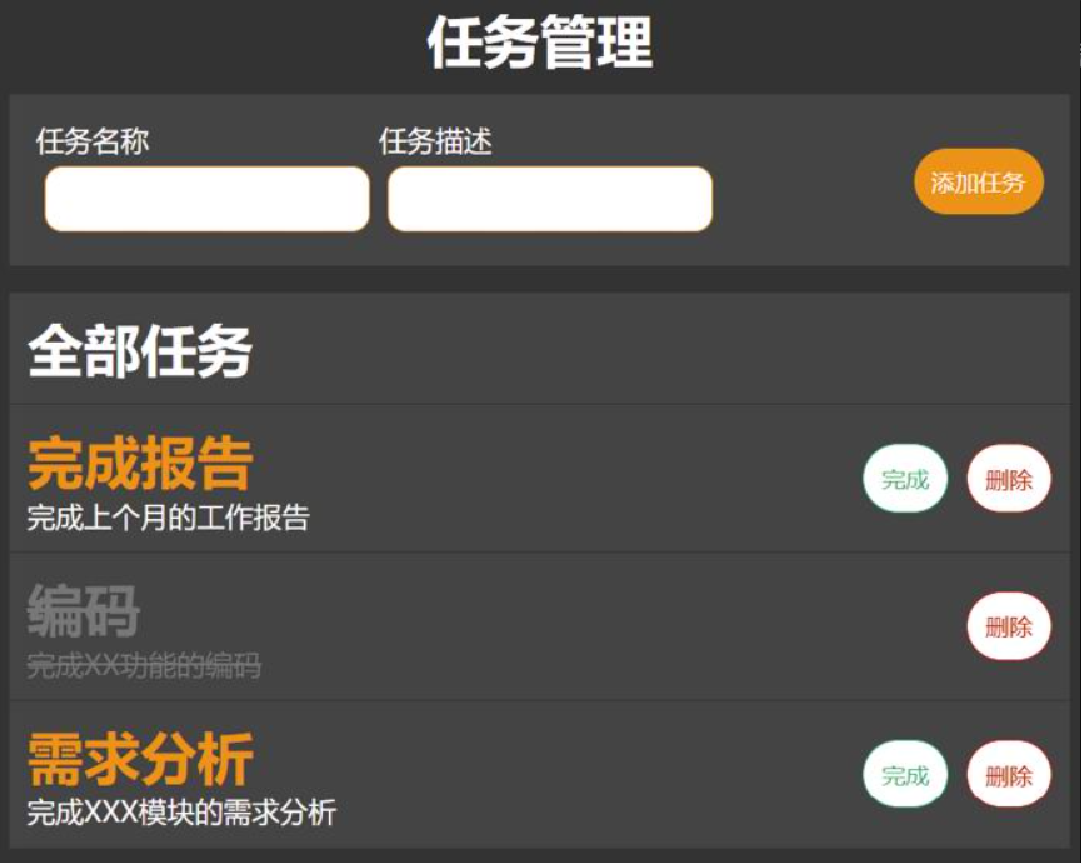 任务管理
任务名称 任务描述
添加任务
全部任务
完成报告
完成上个月的工作报告
完成 删除
编码
完成XX功能的编码
删除
需求分析
完成XXX模块的需求分析
完成 删除